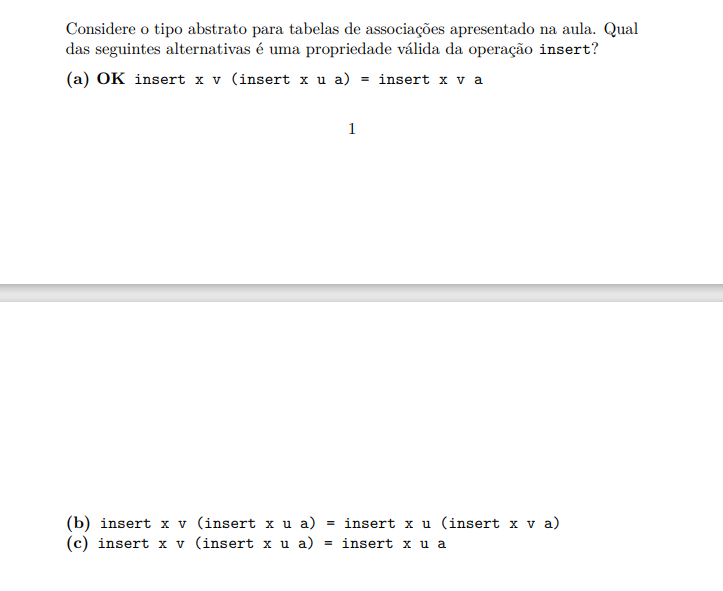 Considere o tipo abstrato para tabelas de associações apresentado na aula. Qual
das seguintes alternativas é uma propriedade válida da operação insert?
(a) OK insert x v (insert x u a) = insert x v a
1
(b) insert x v (insert x u a) = insert x u (insert x v a)
(c) insert x v (insert x u a) = insert x u a